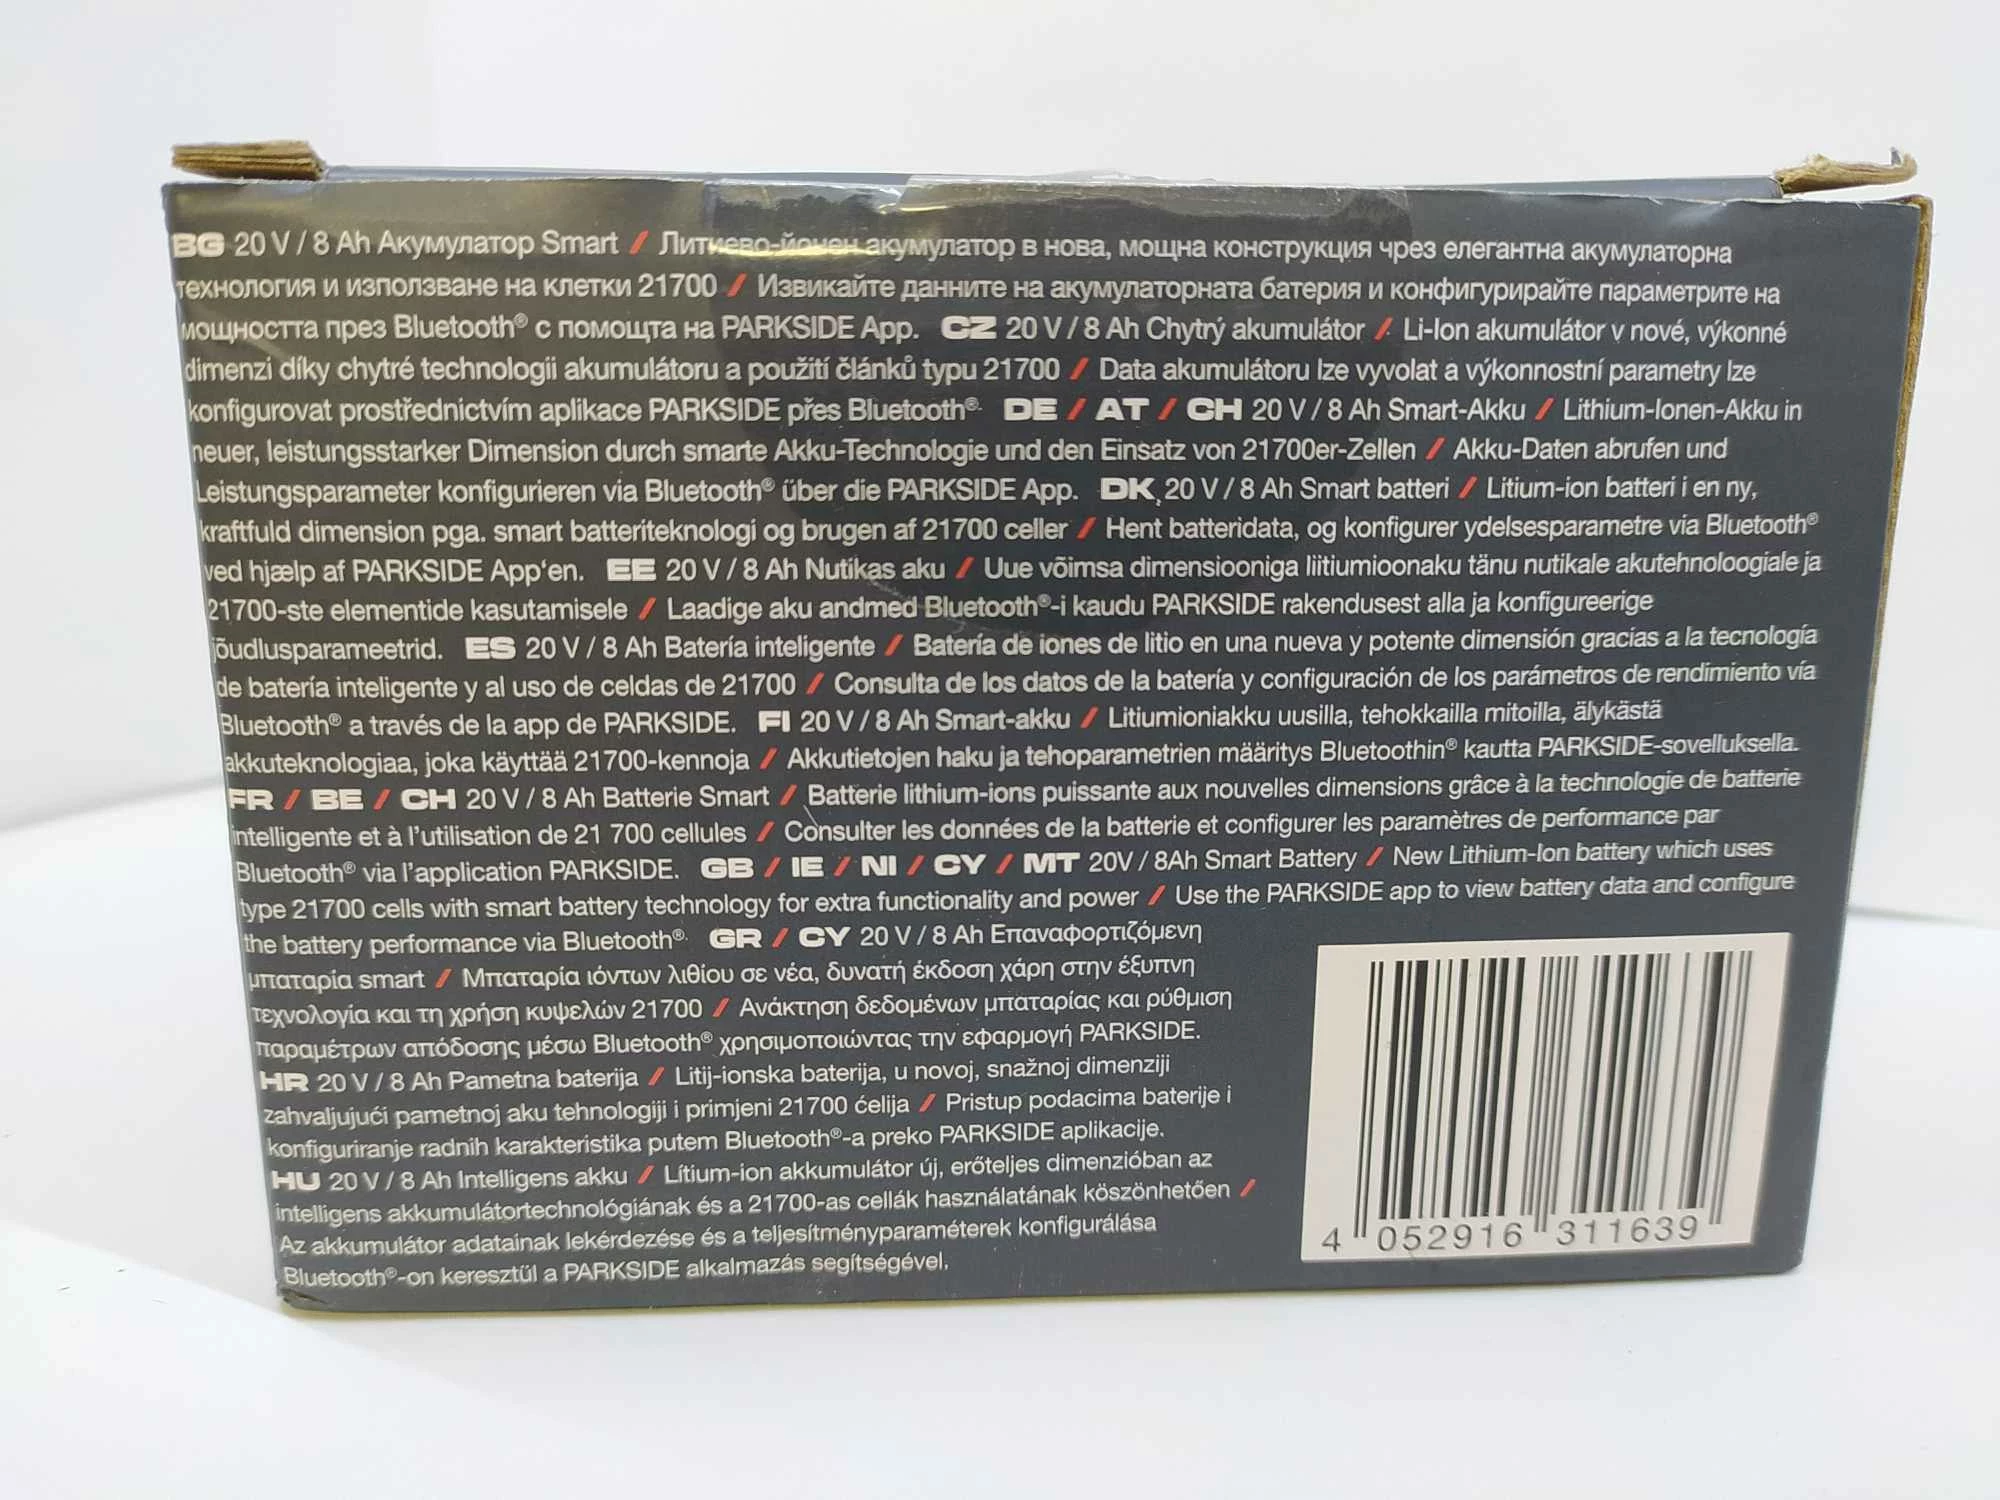 BG 20 V / 8 Ah Акумулатор Smart / Литиево-йонен акумулатор в нова, мощна конструкция чрез елегантна акумулаторна
технология и използване на клетки 21700 / Извикайте данните на акумулаторната батерия и конфигурирайте параметрите на
мощността през Bluetooth® с помощта на PARKSIDE App. CZ 20 V / 8 Ah Chytrý akumulátor / Li-Ion akumulátor v nové, výkonné
dimenzi díky chytré technologii akumulátoru a použití článků typu 21700 / Data akumulátoru lze vyvolat a výkonnostní parametry lze
konfigurovat prostřednictvím aplikace PARKSIDE přes Bluetooth®. DE / AT / CH 20 V / 8 Ah Smart-Akku / Lithium-Ionen-Akku in
neuer, leistungsstarker Dimension durch smarte Akku-Technologie und den Einsatz von 21700er-Zellen / Akku-Daten abrufen und
Leistungsparameter konfigurieren via Bluetooth® über die PARKSIDE App. DK 20 V / 8 Ah Smart batteri / Litium-ion batteri i en ny,
kraftfuld dimension pga. smart batteriteknologi og brugen af 21700 celler / Hent batteridata, og konfigurer ydelsesparametre via Bluetooth®
ved hjælp af PARKSIDE App'en. EE 20 V / 8 Ah Nutikas aku / Uue võimsa dimensiooniga liitiumioonaku tänu nutikale akutehnoloogiale ja
21700-ste elementide kasutamisele / Laadige aku andmed Bluetooth®-i kaudu PARKSIDE rakendusest alla ja konfigureerige
jõudlusparameetrid. ES 20 V / 8 Ah Batería inteligente / Batería de iones de litio en una nueva y potente dimensión gracias a la tecnología
de batería inteligente y al uso de celdas de 21700 / Consulta de los datos de la batería y configuración de los parámetros de rendimiento vía
Bluetooth® a través de la app de PARKSIDE. FI 20 V / 8 Ah Smart-akku / Litiumioniakku uusilla, tehokkailla mitoilla, älykästä
akkuteknologiaa, joka käyttää 21700-kennoja / Akkutietojen haku ja tehoparametrien määritys Bluetoothin® kautta PARKSIDE-sovelluksella.
FR / BE / CH 20 V / 8 Ah Batterie Smart / Batterie lithium-ions puissante aux nouvelles dimensions grâce à la technologie de batterie
intelligente et à l'utilisation de 21 700 cellules / Consulter les données de la batterie et configurer les paramètres de performance par
Bluetooth® via l'application PARKSIDE. GB / IE / NI / CY / MT 20V / 8Ah Smart Battery / New Lithium-Ion battery which uses
type 21700 cells with smart battery technology for extra functionality and power / Use the PARKSIDE app to view battery data and configure
the battery performance via Bluetooth®. GR / CY 20 V / 8 Ah Επαναφορτιζόμενη
μπαταρία smart / Μπαταρία ιόντων λιθίου σε νέα, δυνατή έκδοση χάρη στην έξυπνη
τεχνολογία και τη χρήση κυψελών 21700 / Ανάκτηση δεδομένων μπαταρίας και ρύθμιση
παραμέτρων απόδοσης μέσω Bluetooth® χρησιμοποιώντας την εφαρμογή PARKSIDE.
HR 20 V / 8 Ah Pametna baterija / Litij-ionska baterija, u novoj, snažnoj dimenziji
zahvaljujući pametnoj aku tehnologiji i primjeni 21700 ćelija / Pristup podacima baterije i
konfiguriranje radnih karakteristika putem Bluetooth®-a preko PARKSIDE aplikacije.
HU 20 V / 8 Ah Intelligens akku / Lítium-ion akkumulátor új, erőteljes dimenzióban az
intelligens akkumulátortechnológiának és a 21700-as cellák használatának köszönhetően /
Az akkumulátor adatainak lekérdezése és a teljesítményparaméterek konfigurálása
Bluetooth®-on keresztül a PARKSIDE alkalmazás segítségével.
4 052916 311639